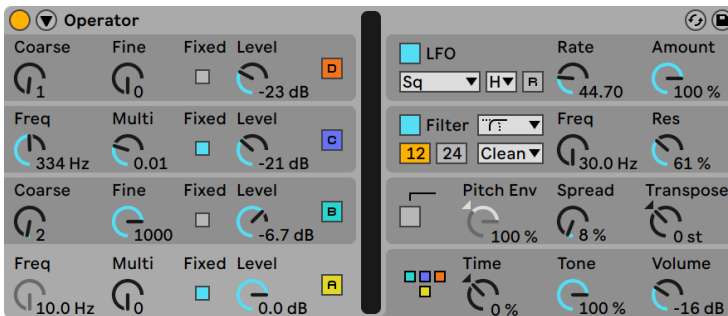 Operator
Coarse Fine Fixed Level
1 0 -23 dB D
Freq Multi Fixed Level
334 Hz 0.01 -21 dB C
Coarse Fine Fixed Level
2 1000 -6.7 dB B
Freq Multi Fixed Level
10.0 Hz 0 0.0 dB A
LFO Rate Amount
Sq H R 44.70 100 %
Filter Freq Res
12 24 Clean 30.0 Hz 61 %
Pitch Env Spread Transpose
100 % 8 % 0 st
Time Tone Volume
0 % 100 % -16 dB